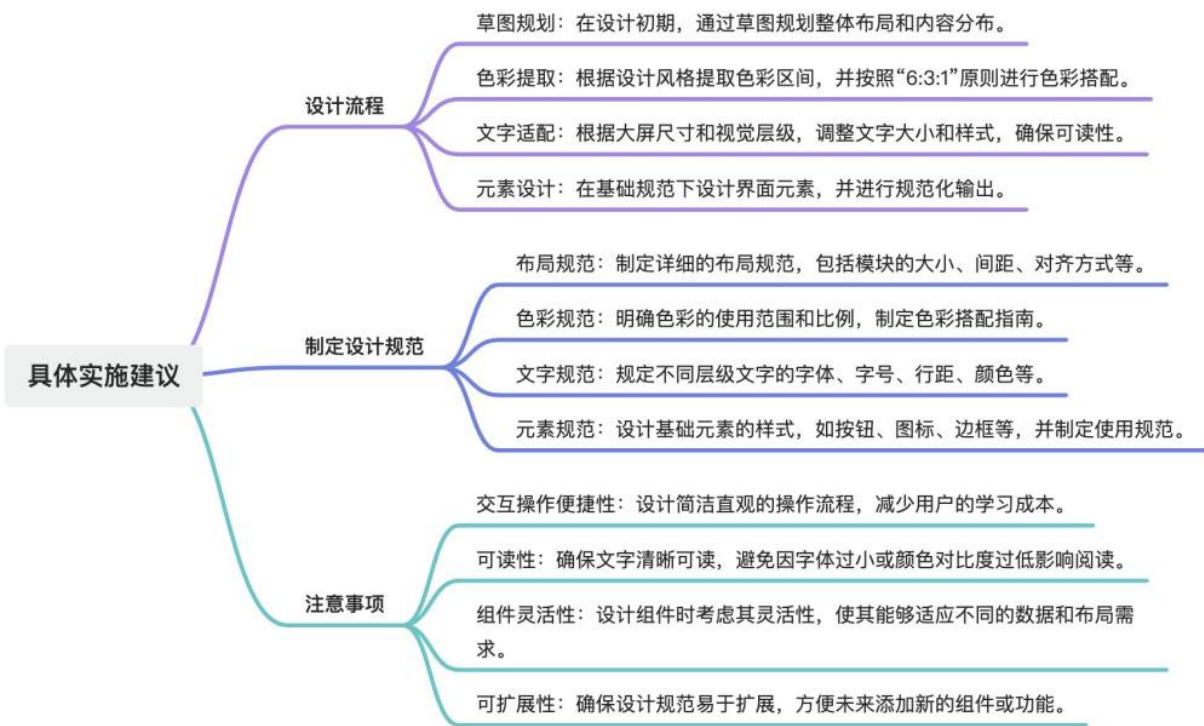 具体实施建议
设计流程
草图规划：在设计初期，通过草图规划整体布局和内容分布。
色彩提取：根据设计风格提取色彩区间，并按照“6:3:1”原则进行色彩搭配。
文字适配：根据大屏尺寸和视觉层级，调整文字大小和样式，确保可读性。
元素设计：在基础规范下设计界面元素，并进行规范化输出。
制定设计规范
布局规范：制定详细的布局规范，包括模块的大小、间距、对齐方式等。
色彩规范：明确色彩的使用范围和比例，制定色彩搭配指南。
文字规范：规定不同层级文字的字体、字号、行距、颜色等。
元素规范：设计基础元素的样式，如按钮、图标、边框等，并制定使用规范。
注意事项
交互操作便捷性：设计简洁直观的操作流程，减少用户的学习成本。
可读性：确保文字清晰可读，避免因字体过小或颜色对比度过低影响阅读。
组件灵活性：设计组件时考虑其灵活性，使其能够适应不同的数据和布局需
求。
可扩展性：确保设计规范易于扩展，方便未来添加新的组件或功能。